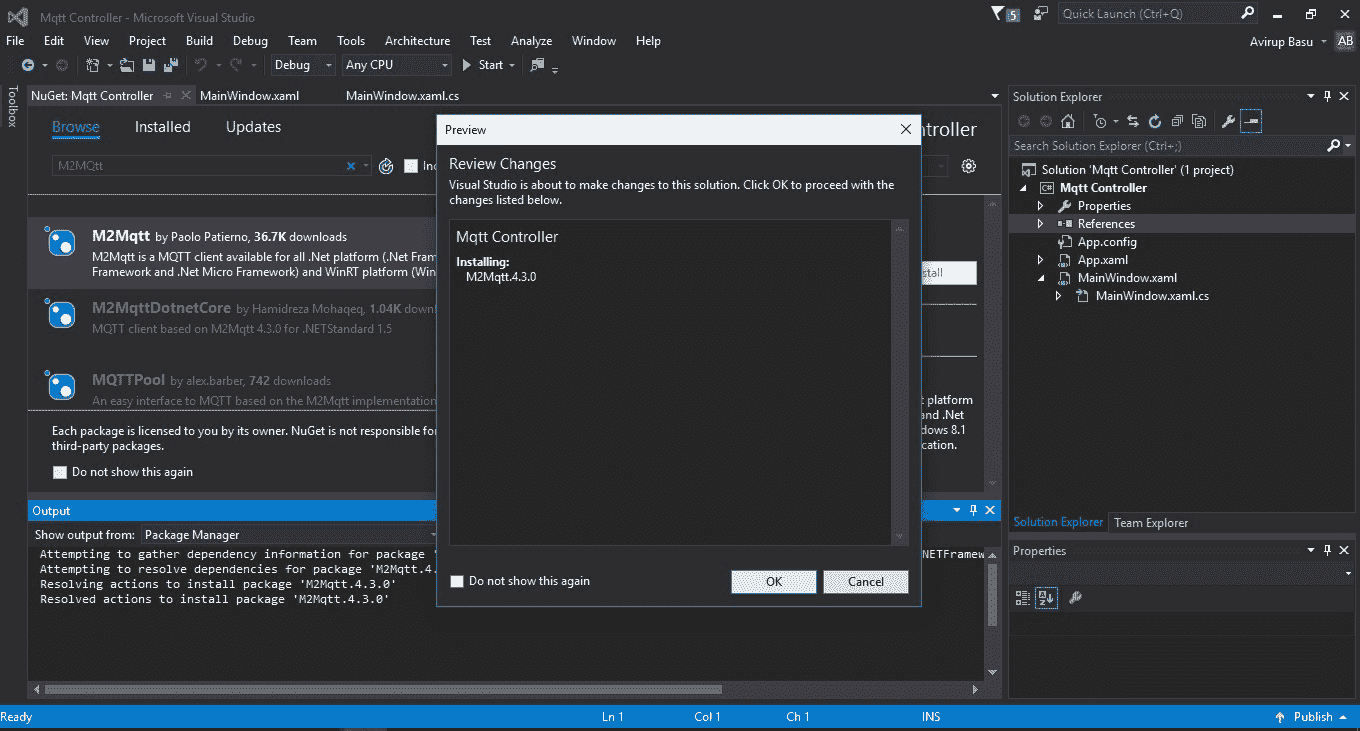 Mqtt Controller - Microsoft Visual Studio
5
Quick Launch (Ctrl+Q)
File Edit View Project Build Debug Team Tools Architecture Test Analyze Window Help
Avirup Basu AB
Debug Any CPU Start
Toolbox
NuGet: Mqtt Controller MainWindow.xaml MainWindow.xaml.cs
Browse Installed Updates
ntroller
M2MQtt
Inc
M2Mqtt by Paolo Patierno, 36.7K downloads
M2Mqtt is a MQTT client available for all .Net platform (.Net Fram
Framework and .Net Micro Framework) and WinRT platform (Win
M2MqttDotnetCore by Hamidreza Mohaqeq, 1.04K down
MQTT client based on M2Mqtt 4.3.0 for .NETStandard 1.5
MQTTPool by alex.barber, 742 downloads
An easy interface to MQTT based on the M2Mqtt implementation
Each package is licensed to you by its owner. NuGet is not responsible for
third-party packages.
Do not show this again
stall
t platform
and .Net
dows 8.1
cation.
Preview
Review Changes
Visual Studio is about to make changes to this solution. Click OK to proceed with the
changes listed below.
Mqtt Controller
Installing:
M2Mqtt.4.3.0
Do not show this again
OK Cancel
Output
Show output from: Package Manager
Attempting to gather dependency information for package '
NETFramew
Attempting to resolve dependencies for package 'M2Mqtt.4.
Resolving actions to install package 'M2Mqtt.4.3.0'
Resolved actions to install package 'M2Mqtt.4.3.0'
Solution Explorer
Search Solution Explorer (Ctrl+;)
Solution 'Mqtt Controller' (1 project)
C# Mqtt Controller
Properties
References
App.config
App.xaml
MainWindow.xaml
MainWindow.xaml.cs
Solution Explorer Team Explorer
Properties
Ready Ln 1 Col 1 Ch 1 INS Publish